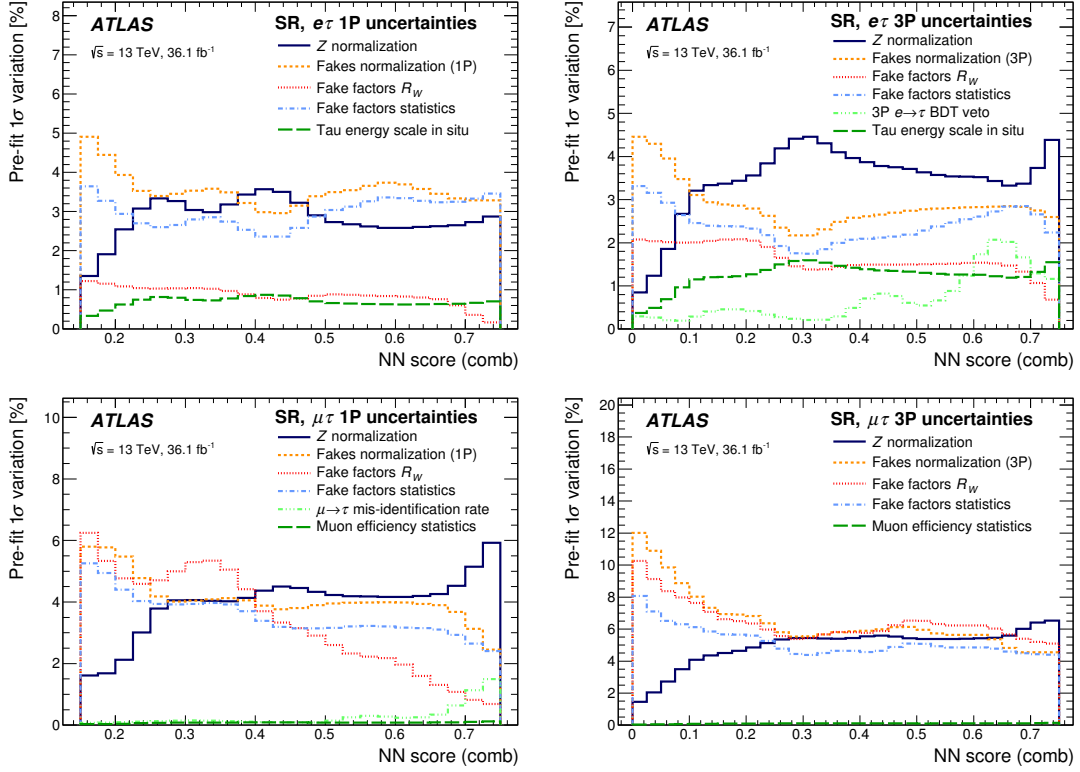 ATLAS
√s = 13 TeV, 36.1 fb-1
SR, eτ 1P uncertainties
Z normalization
Fakes normalization (1P)
Fake factors RW
Fake factors statistics
Tau energy scale in situ
Pre-fit 1σ variation [%]
0 1 2 3 4 5 6 7 8
0.2 0.3 0.4 0.5 0.6 0.7
NN score (comb)
ATLAS
√s = 13 TeV, 36.1 fb-1
SR, eτ 3P uncertainties
Z normalization
Fakes normalization (3P)
Fake factors RW
Fake factors statistics
3P e→τ BDT veto
Tau energy scale in situ
Pre-fit 1σ variation [%]
0 1 2 3 4 5 6 7
0 0.1 0.2 0.3 0.4 0.5 0.6 0.7
NN score (comb)
ATLAS
√s = 13 TeV, 36.1 fb-1
SR, μτ 1P uncertainties
Z normalization
Fakes normalization (1P)
Fake factors RW
Fake factors statistics
μ→τ mis-identification rate
Muon efficiency statistics
Pre-fit 1σ variation [%]
0 2 4 6 8 10
0.2 0.3 0.4 0.5 0.6 0.7
NN score (comb)
ATLAS
√s = 13 TeV, 36.1 fb-1
SR, μτ 3P uncertainties
Z normalization
Fakes normalization (3P)
Fake factors RW
Fake factors statistics
Muon efficiency statistics
Pre-fit 1σ variation [%]
0 2 4 6 8 10 12 14 16 18 20
0 0.1 0.2 0.3 0.4 0.5 0.6 0.7
NN score (comb)